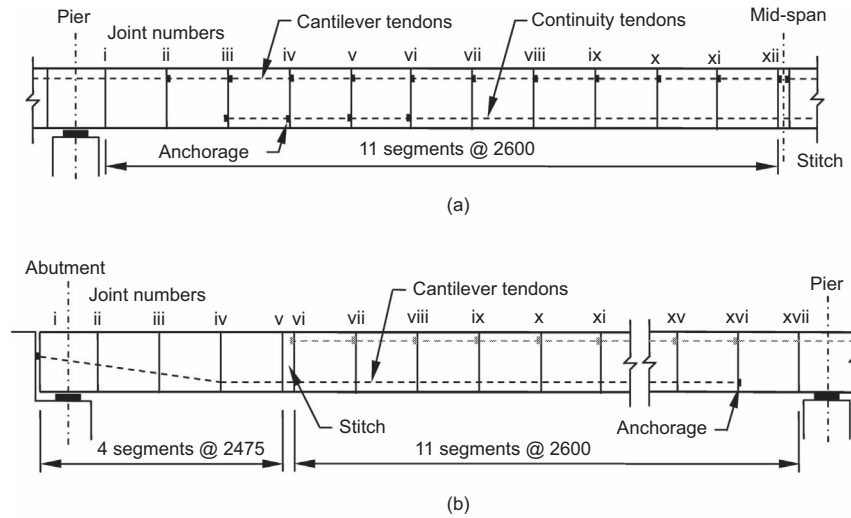 Pier
Joint numbers
Cantilever tendons
Continuity tendons
Mid-span
i ii iii iv v vi vii viii ix x xi xii
Anchorage
11 segments @ 2600
Stitch
(a)
Abutment
Joint numbers
Cantilever tendons
Pier
i ii iii iv v vi vii viii ix x xi xv xvi xvii
Stitch
Anchorage
4 segments @ 2475
11 segments @ 2600
(b)